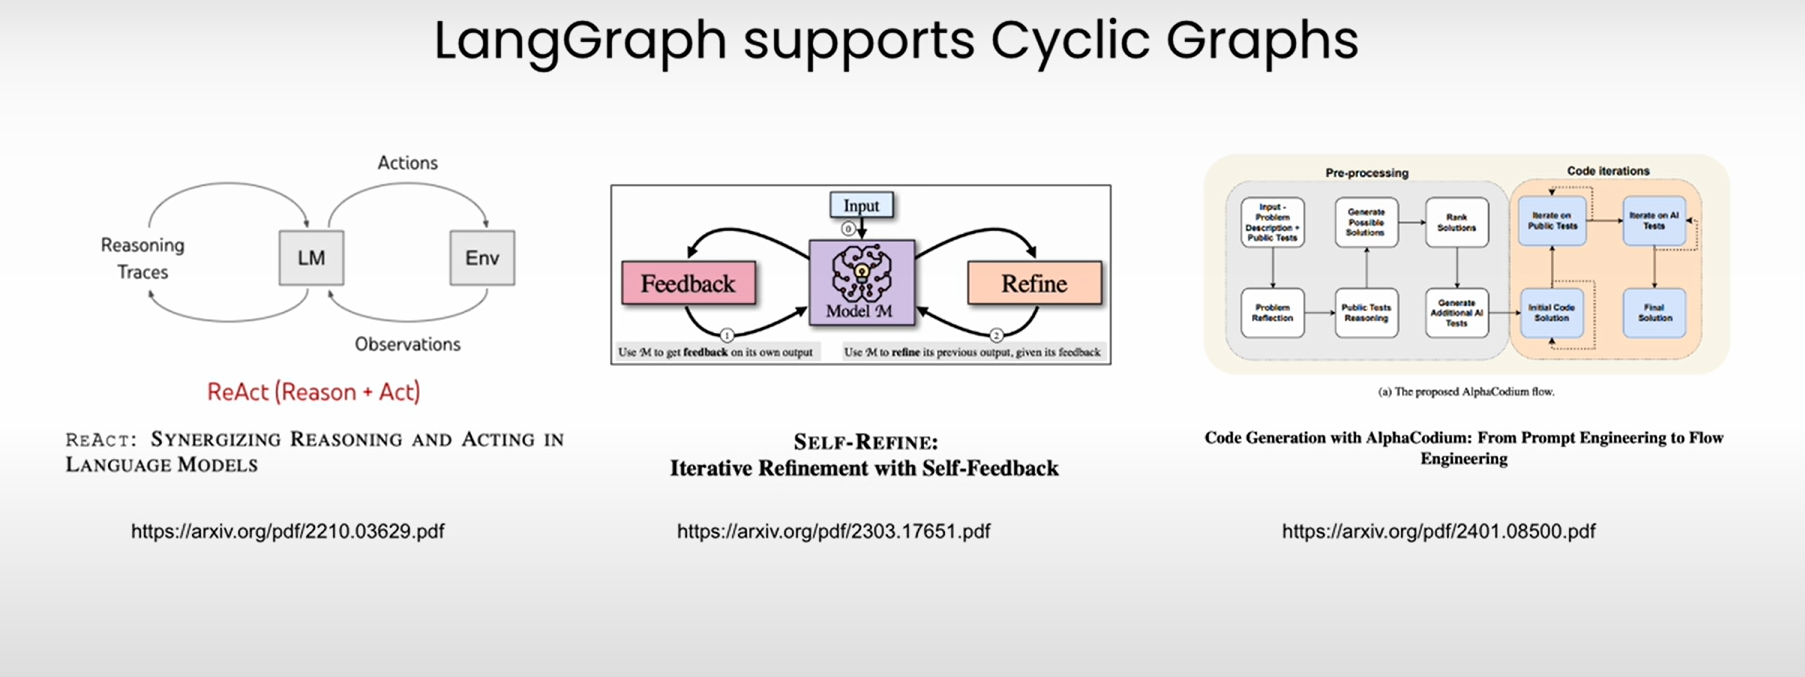 LangGraph supports Cyclic Graphs
Actions
Reasoning
Traces
LM
Env
Observations
ReAct (Reason + Act)
REACT: SYNERGIZING REASONING AND ACTING IN
LANGUAGE MODELS
https://arxiv.org/pdf/2210.03629.pdf
Input
0
Feedback
Model M
Refine
1
2
Use M to get feedback on its own output
Use M to refine its previous output, given its feedback
SELF-REFINE:
Iterative Refinement with Self-Feedback
https://arxiv.org/pdf/2303.17651.pdf
Pre-processing
Code iterations
Input -
Problem
Description +
Public Tests
Generate
Possible
Solutions
Rank
Solutions
Iterate on
Public Tests
Iterate on AI
Tests
Problem
Reflection
Public Tests
Reasoning
Generate
Additional AI
Tests
Initial Code
Solution
Final
Solution
(a) The proposed AlphaCodium flow.
Code Generation with AlphaCodium: From Prompt Engineering to Flow
Engineering
https://arxiv.org/pdf/2401.08500.pdf